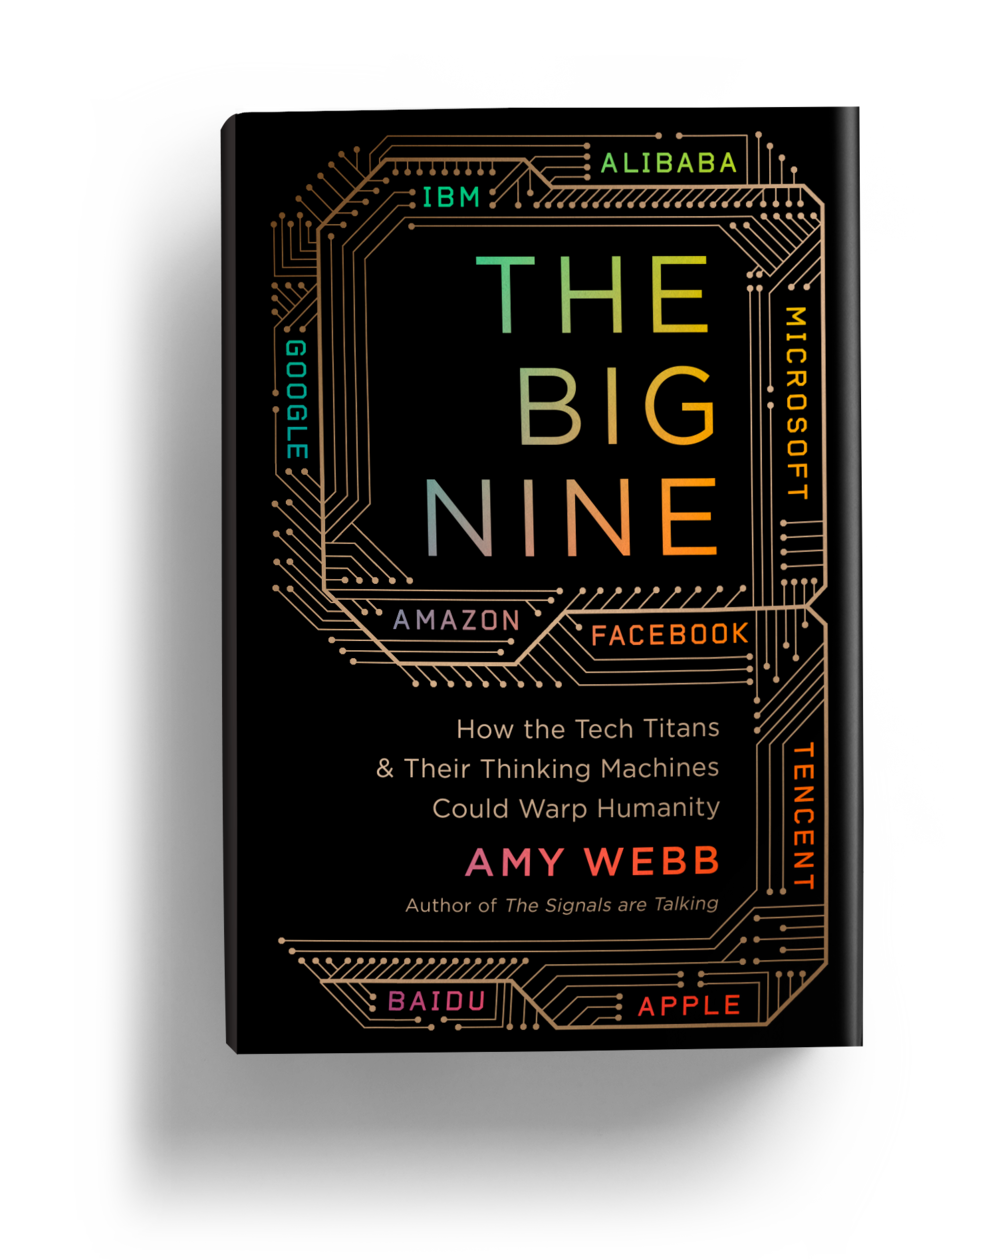 ALIBABA
IBM
THE
BIG
NINE
GOOGLE
MICROSOFT
AMAZON
FACEBOOK
How the Tech Titans
& Their Thinking Machines
Could Warp Humanity
TENCENT
AMY WEBB
Author of The Signals are Talking
BAIDU
APPLE